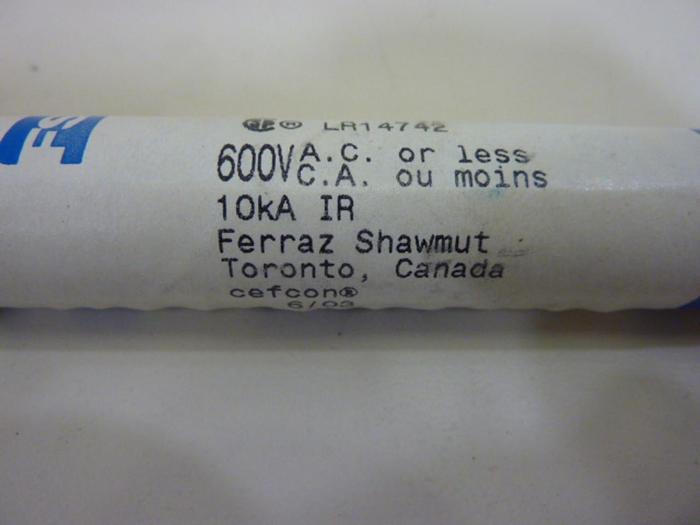 ® LR14742
600V A.C. or less
C.A. ou moins
10kA IR
Ferraz Shawmut
Toronto, Canada
cefcon®
6/03